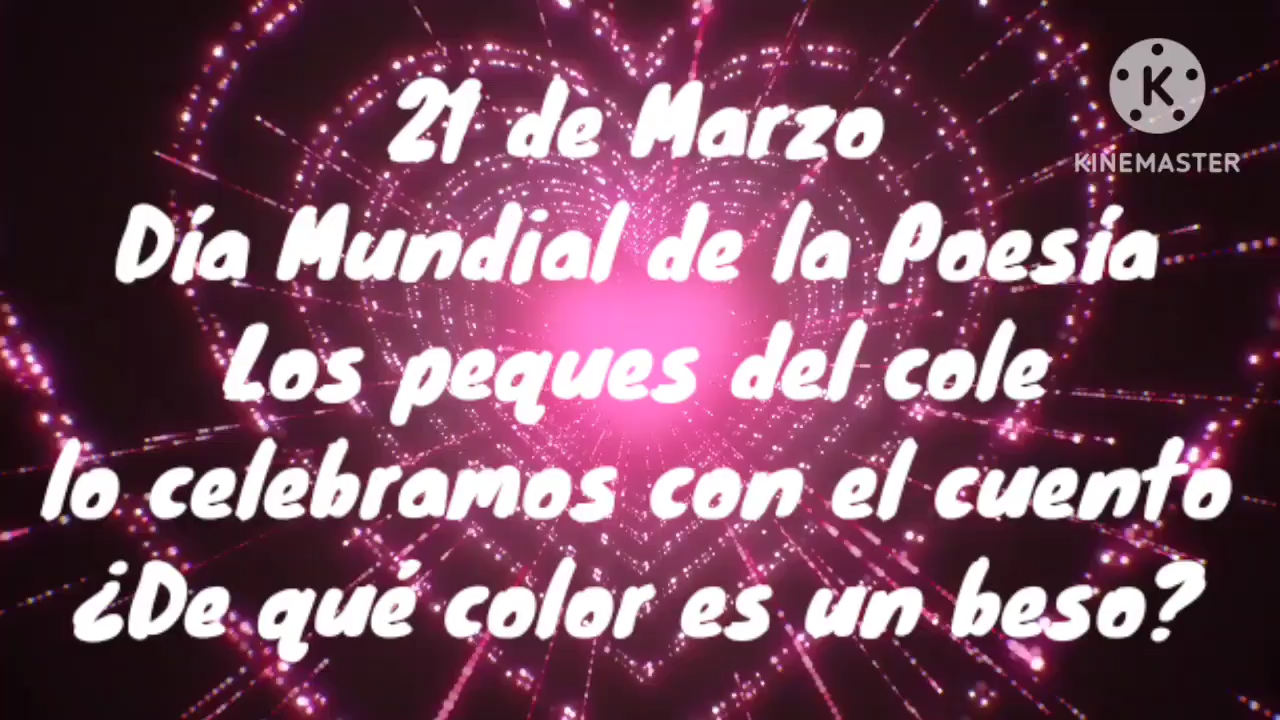 21 de Marzo
Día Mundial de la Poesía
Los peques del cole
lo celebramos con el cuento
¿De qué color es un beso?
K
KINEMASTER